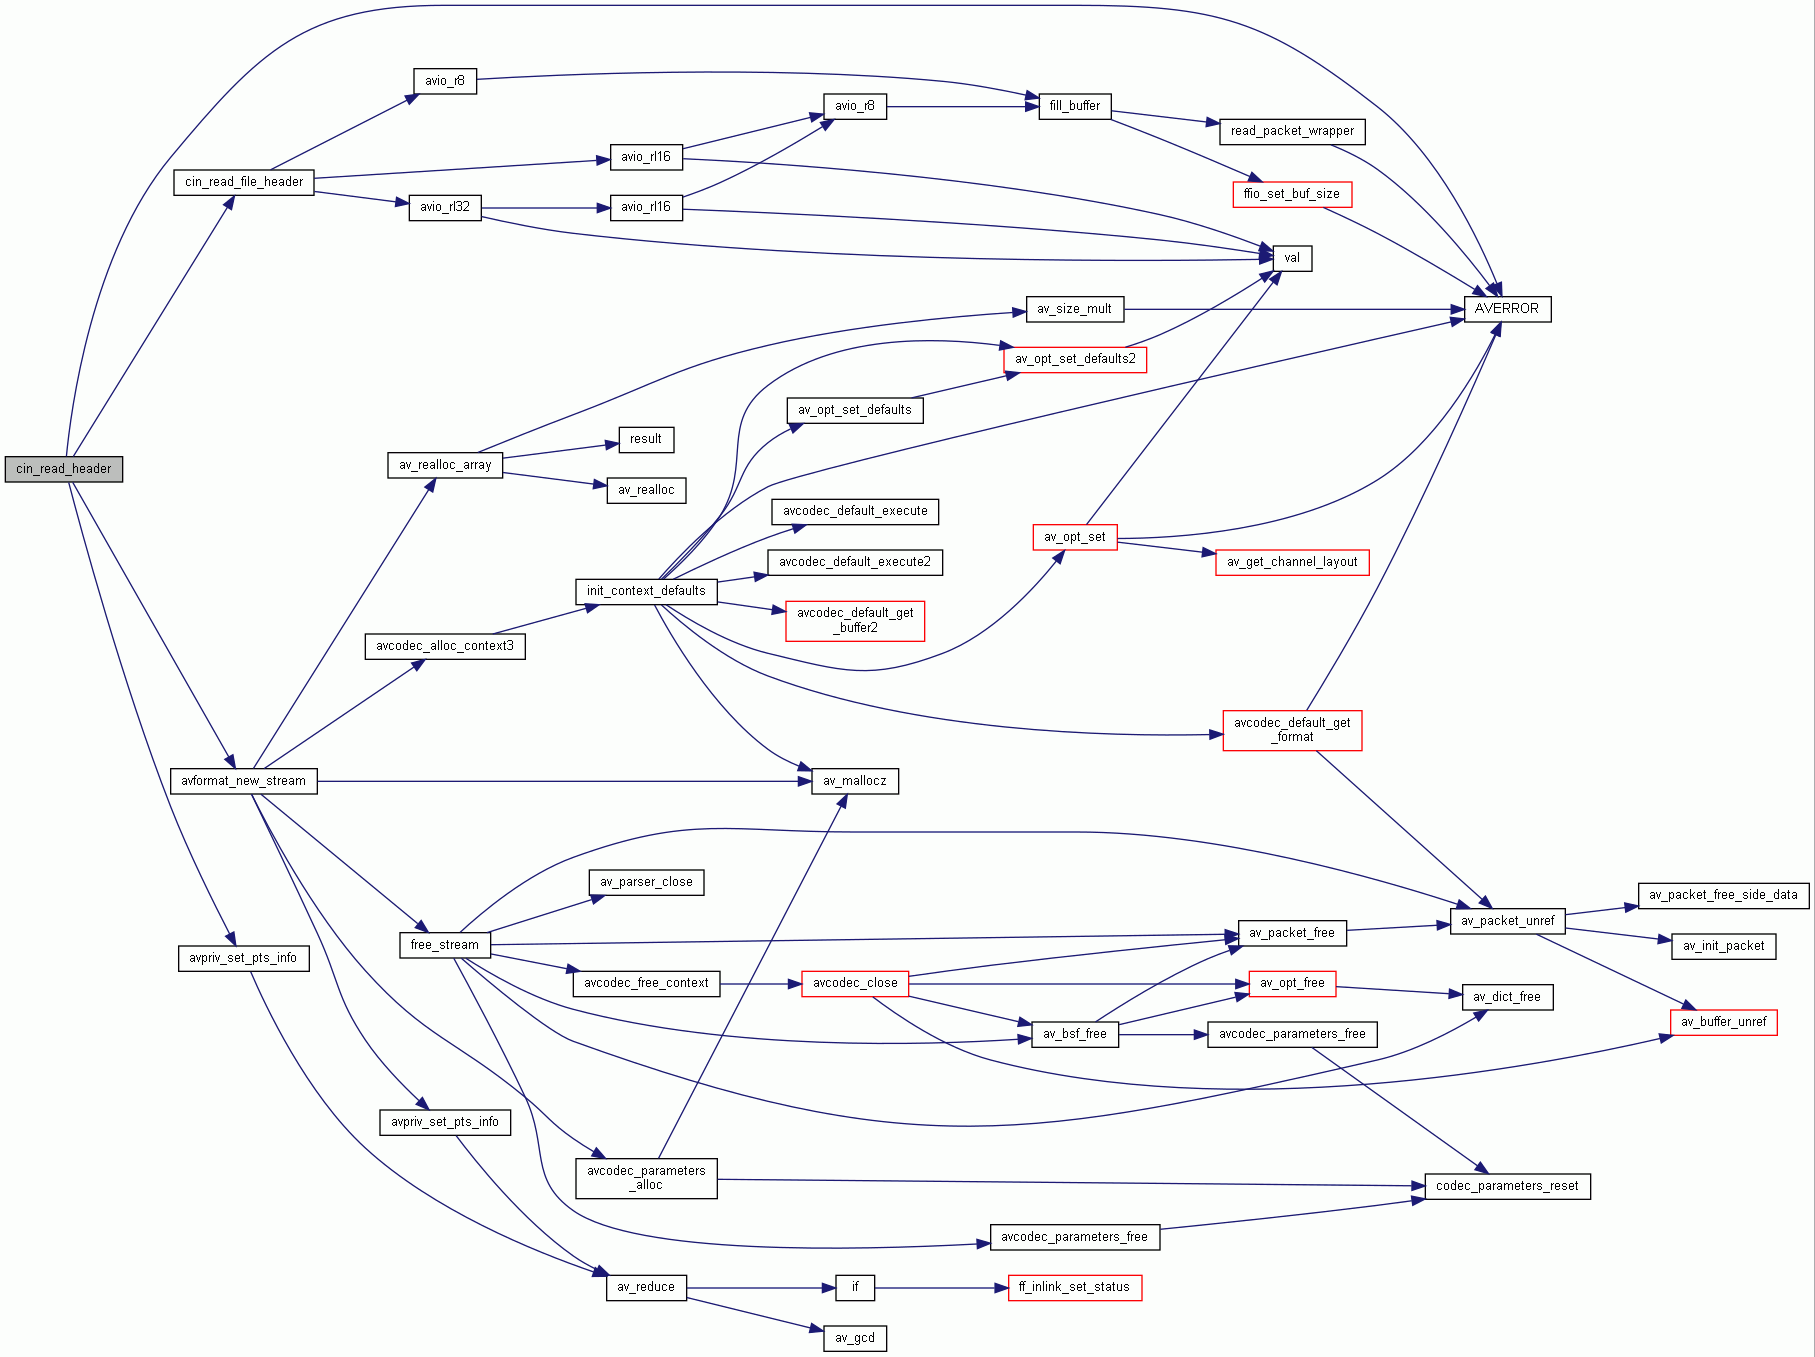 avio_r8
avio_r8
fill_buffer
read_packet_wrapper
avio_rl16
cin_read_file_header
ffio_set_buf_size
avio_rl32
avio_rl16
val
av_size_mult
AVERROR
av_opt_set_defaults2
av_opt_set_defaults
result
cin_read_header
av_realloc_array
av_realloc
avcodec_default_execute
av_opt_set
avcodec_default_execute2
av_get_channel_layout
init_context_defaults
avcodec_default_get
_buffer2
avcodec_alloc_context3
avcodec_default_get
_format
avformat_new_stream
av_mallocz
av_parser_close
av_packet_free_side_data
av_packet_unref
av_packet_free
free_stream
av_init_packet
avpriv_set_pts_info
avcodec_free_context
avcodec_close
av_opt_free
av_dict_free
av_buffer_unref
av_bsf_free
avcodec_parameters_free
avpriv_set_pts_info
avcodec_parameters
_alloc
codec_parameters_reset
avcodec_parameters_free
av_reduce
if
ff_inlink_set_status
av_gcd